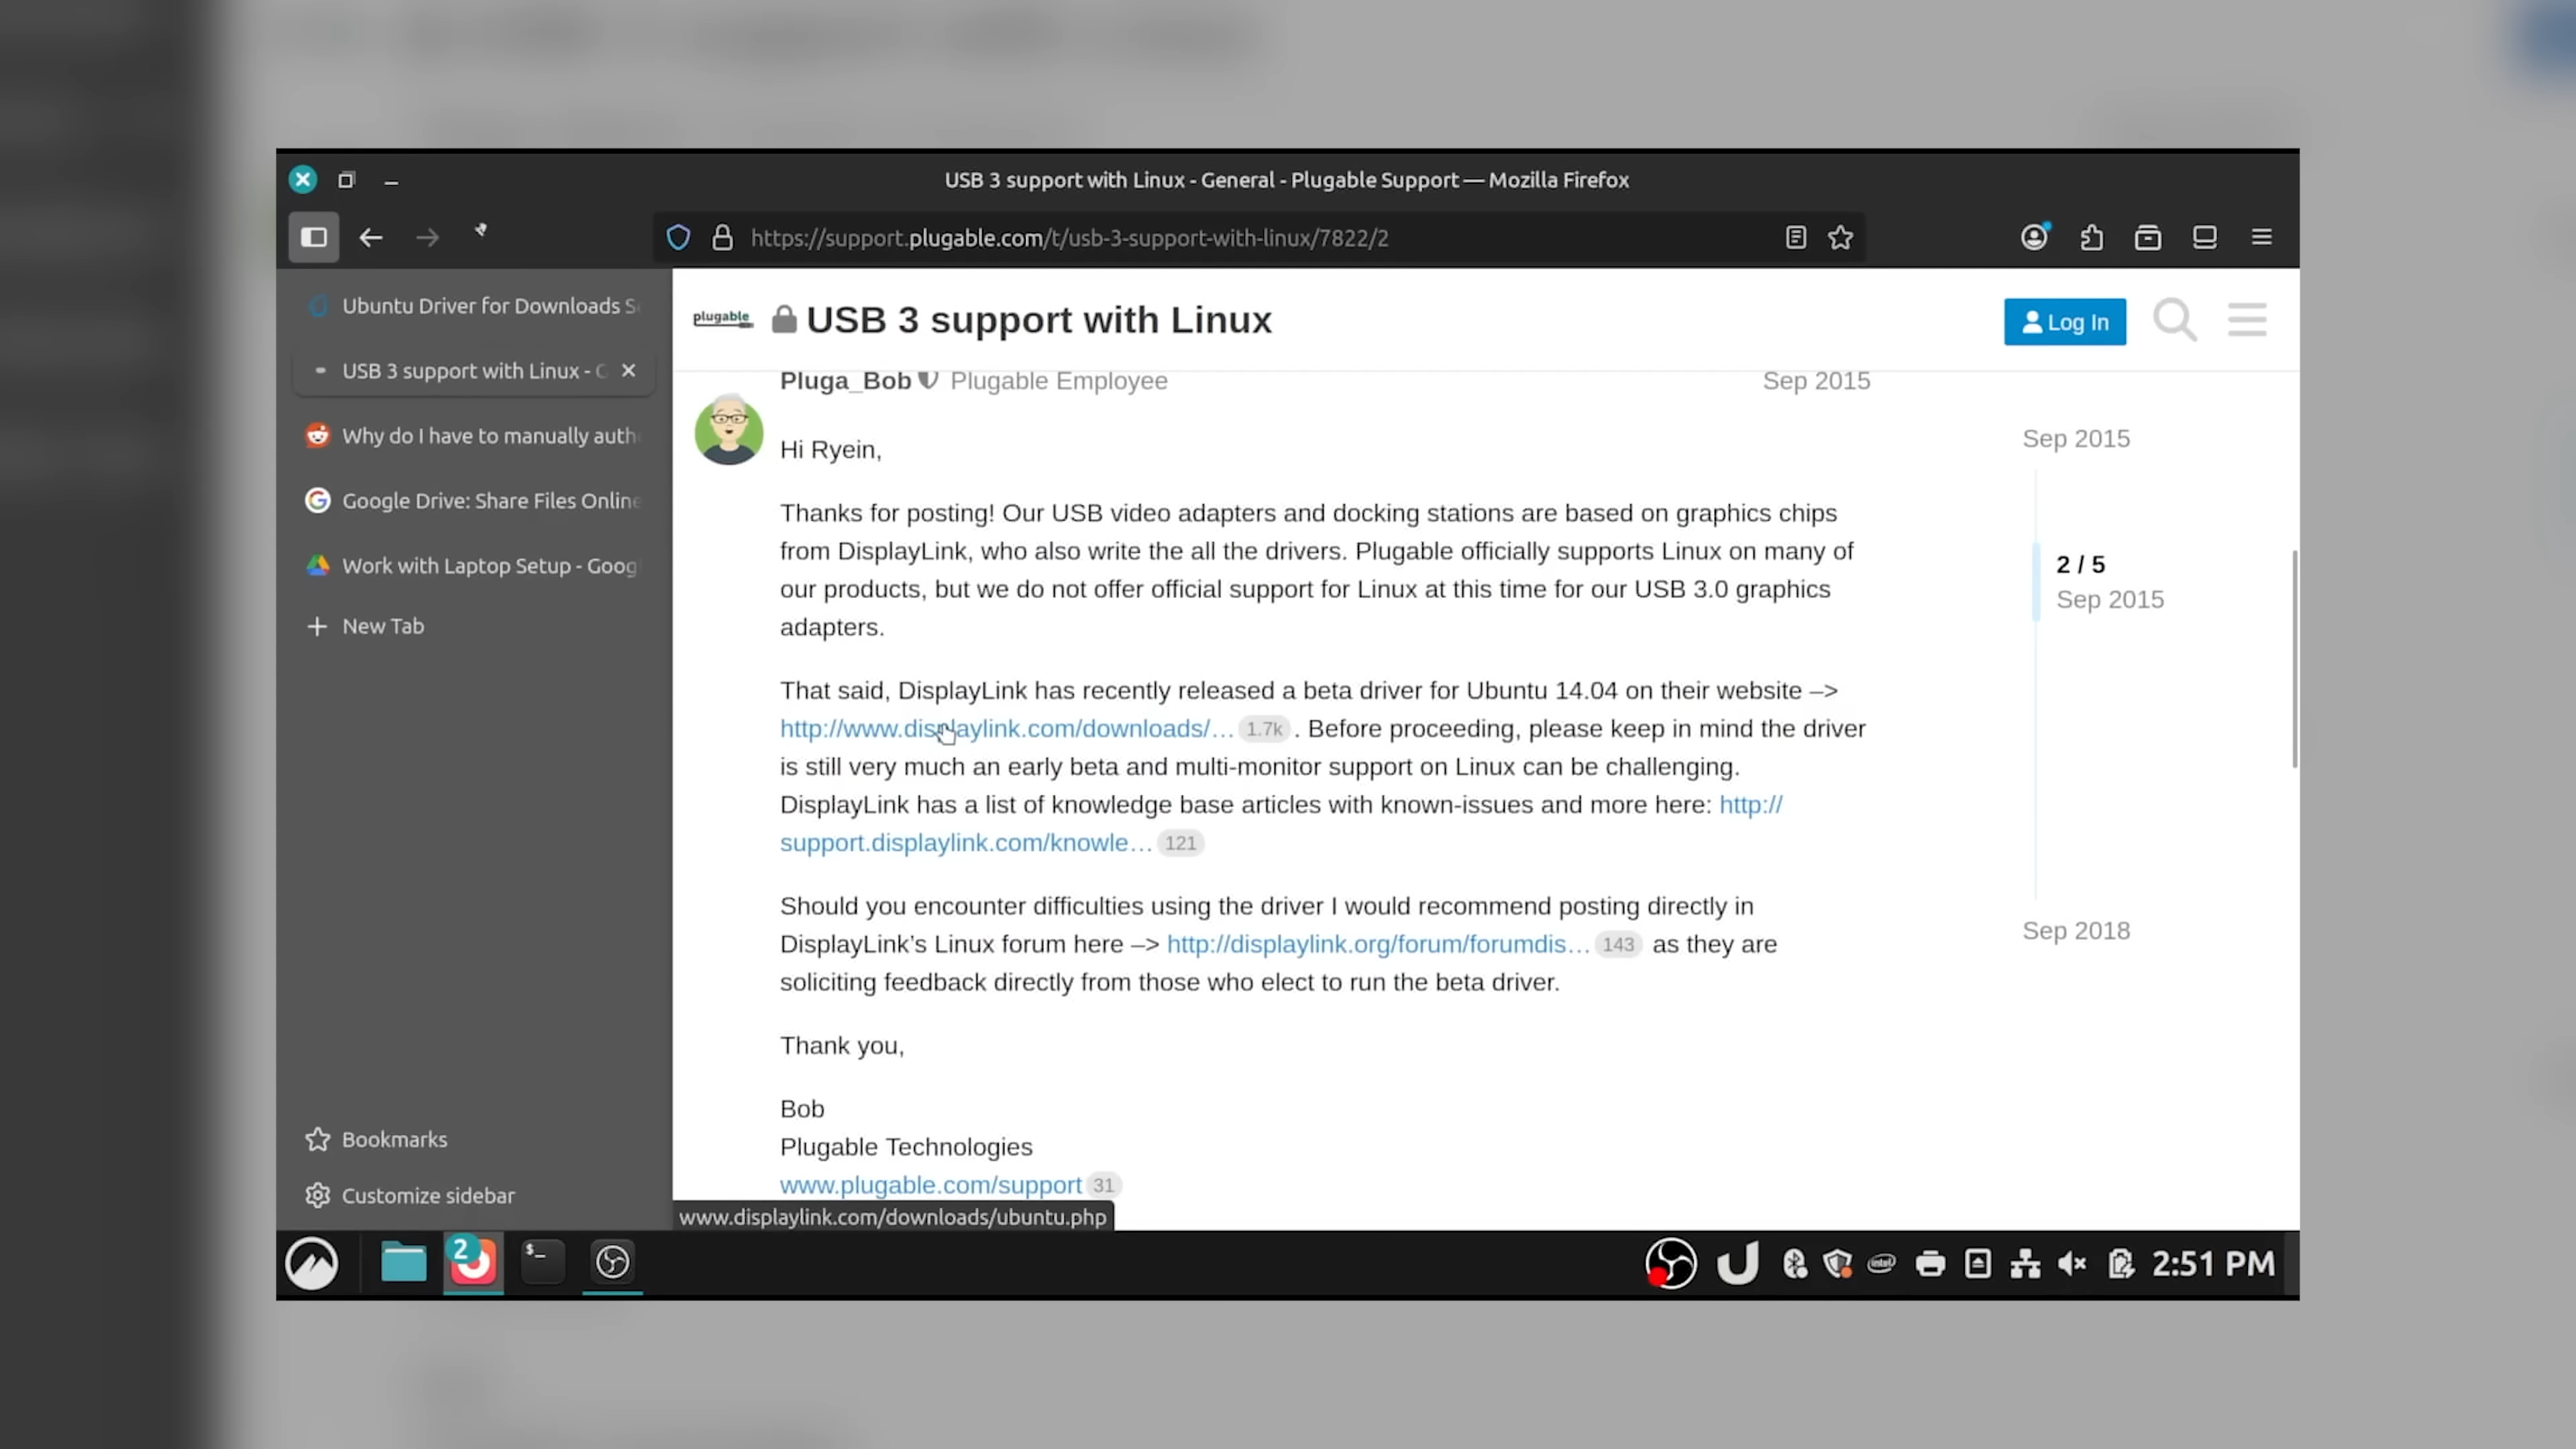 USB 3 support with Linux - General - Plugable Support — Mozilla Firefox
https://support.plugable.com/t/usb-3-support-with-linux/7822/2
Ubuntu Driver for Downloads S
USB 3 support with Linux - G
Why do I have to manually auth
Google Drive: Share Files Online
Work with Laptop Setup - Goog
New Tab
Bookmarks
Customize sidebar
plugable
USB 3 support with Linux
Log In
Pluga_Bob Plugable Employee Sep 2015
Hi Ryein,
Thanks for posting! Our USB video adapters and docking stations are based on graphics chips
from DisplayLink, who also write the all the drivers. Plugable officially supports Linux on many of
our products, but we do not offer official support for Linux at this time for our USB 3.0 graphics
adapters.
That said, DisplayLink has recently released a beta driver for Ubuntu 14.04 on their website –>
http://www.displaylink.com/downloads/… 1.7k . Before proceeding, please keep in mind the driver
is still very much an early beta and multi-monitor support on Linux can be challenging.
DisplayLink has a list of knowledge base articles with known-issues and more here: http://
support.displaylink.com/knowle… 121
Should you encounter difficulties using the driver I would recommend posting directly in
DisplayLink’s Linux forum here –> http://displaylink.org/forum/forumdis… 143 as they are
soliciting feedback directly from those who elect to run the beta driver.
Thank you,
Bob
Plugable Technologies
www.plugable.com/support 31
Sep 2015
2 / 5
Sep 2015
Sep 2018
www.displaylink.com/downloads/ubuntu.php
2
$_
intel
2:51 PM